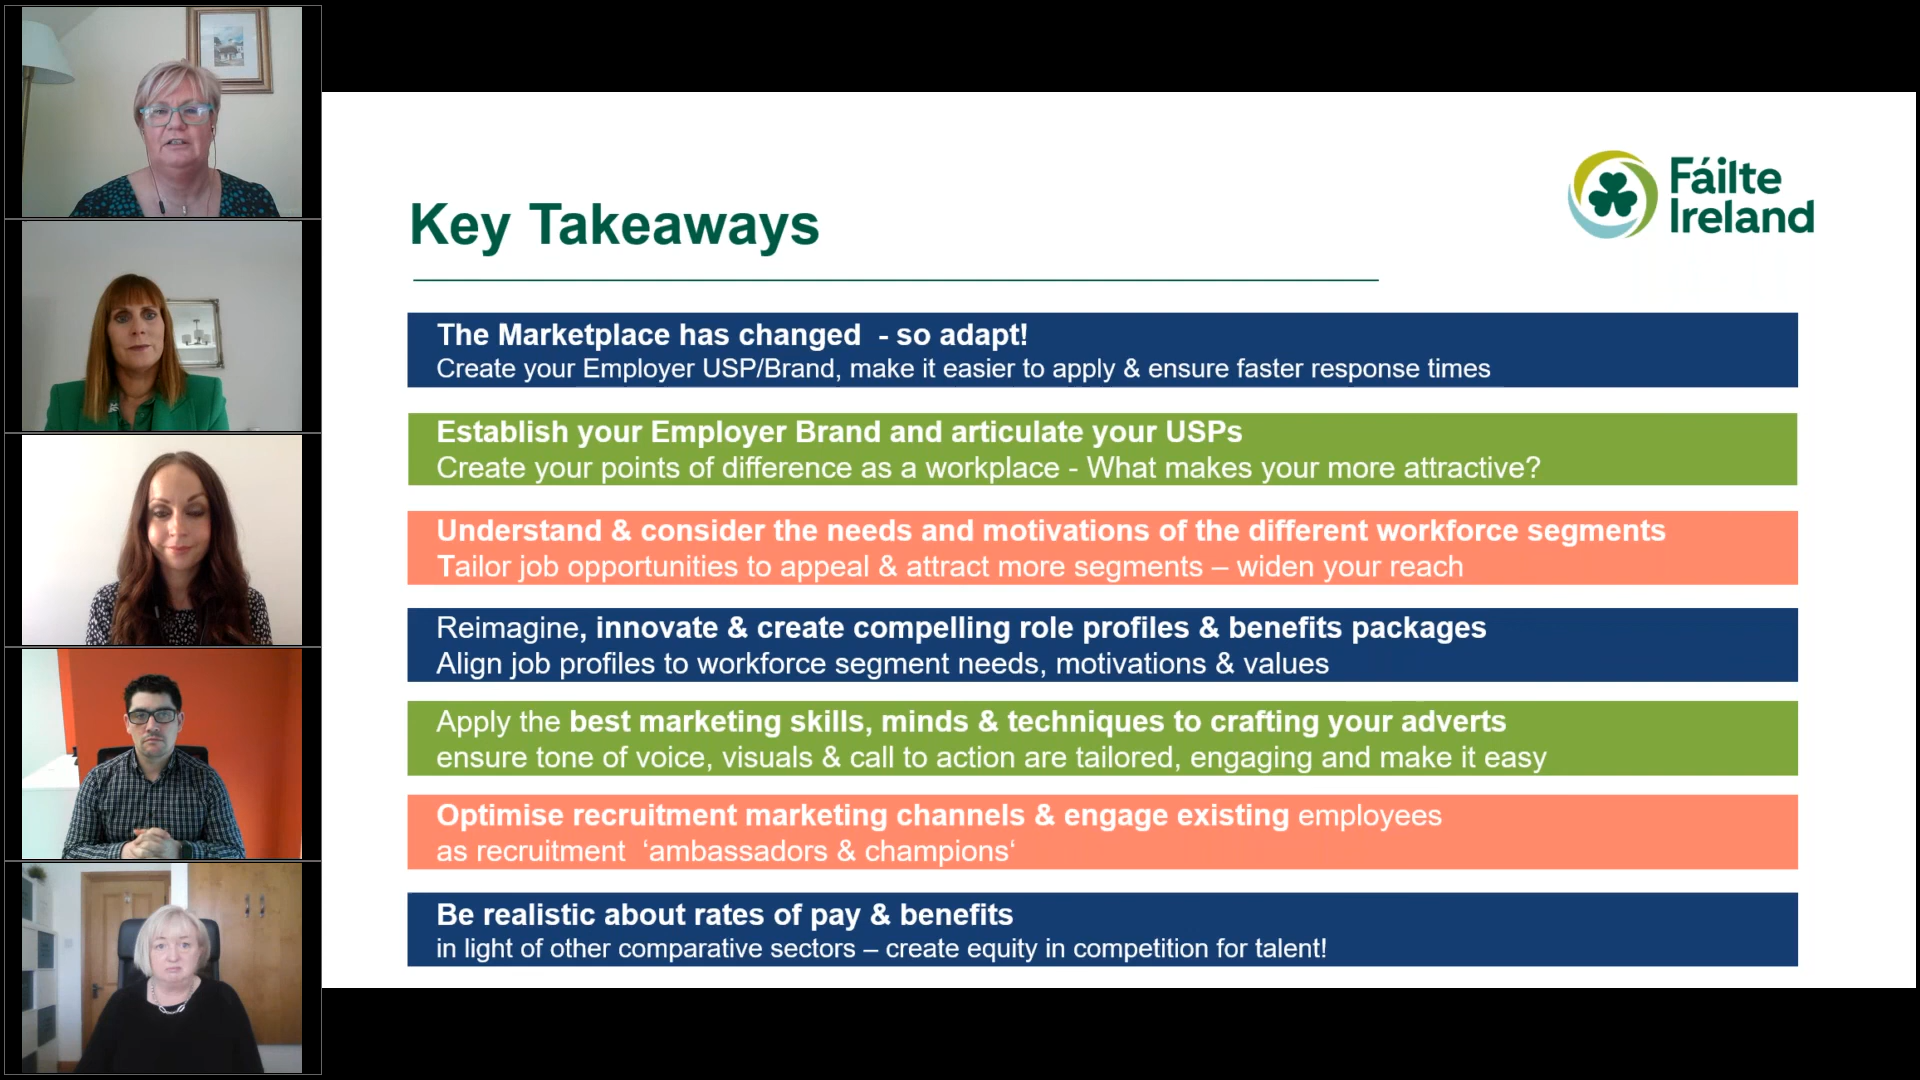 Fáilte
Ireland
Key Takeaways
The Marketplace has changed  - so adapt!
Create your Employer USP/Brand, make it easier to apply & ensure faster response times
Establish your Employer Brand and articulate your USPs
Create your points of difference as a workplace - What makes your more attractive?
Understand & consider the needs and motivations of the different workforce segments
Tailor job opportunities to appeal & attract more segments – widen your reach
Reimagine, innovate & create compelling role profiles & benefits packages
Align job profiles to workforce segment needs, motivations & values
Apply the best marketing skills, minds & techniques to crafting your adverts
ensure tone of voice, visuals & call to action are tailored, engaging and make it easy
Optimise recruitment marketing channels & engage existing employees
as recruitment  ‘ambassadors & champions‘
Be realistic about rates of pay & benefits
in light of other comparative sectors – create equity in competition for talent!